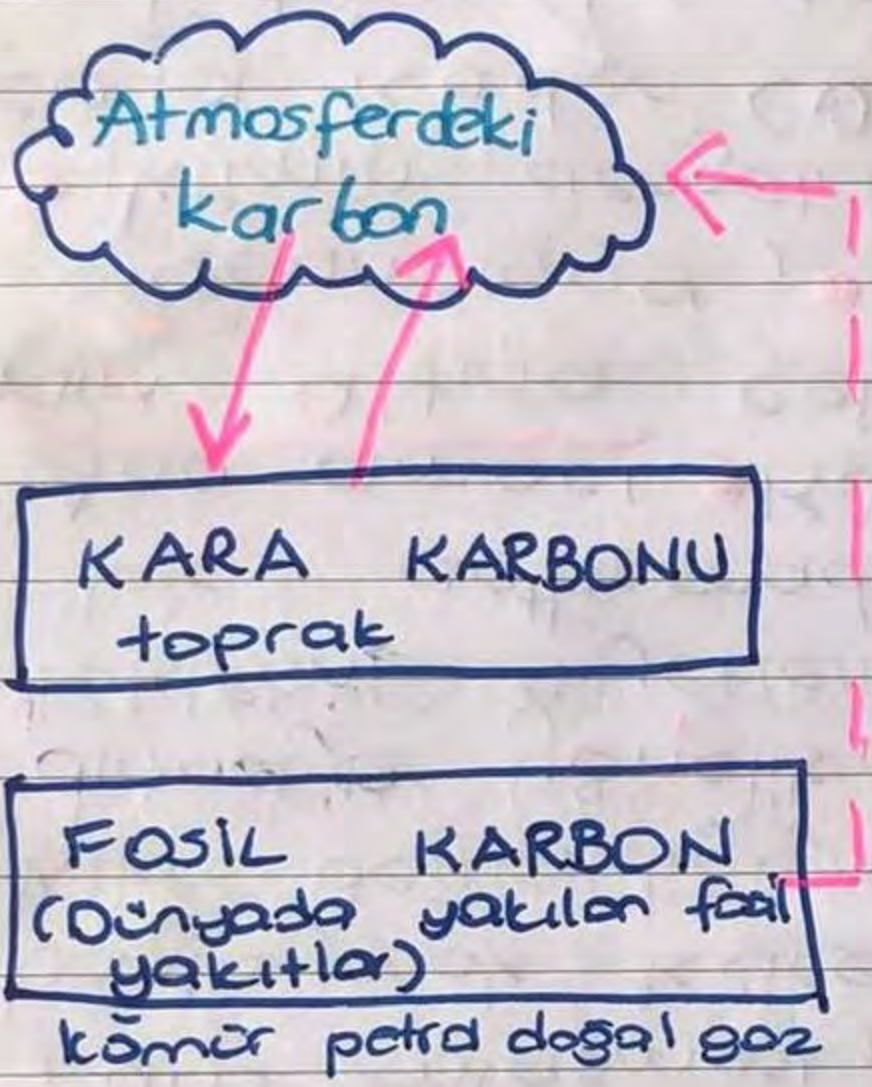 Atmosferdeki
karbon
KARA KARBONU
toprak
FOSİL KARBON
(Dünyada yakılan fosil
yakıtlar)
kömür petrol doğal gaz